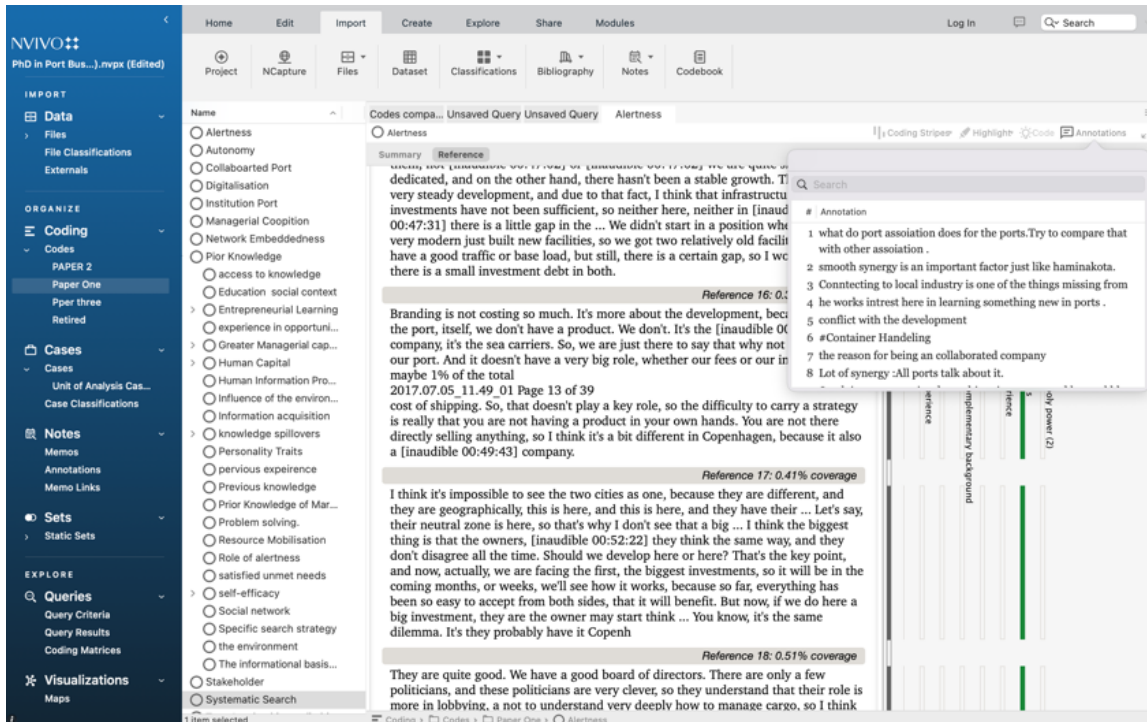 Home Edit Import Create Explore Share Modules Log In Search
NVIVO
PhD in Port Bus...).nvpx (Edited)
Project NCapture Files Dataset Classifications Bibliography Notes Codebook
IMPORT
Data
Files
File Classifications
Externals
ORGANIZE
Coding
Codes
PAPER 2
Paper One
Pper three
Retired
Cases
Cases
Unit of Analysis Cas...
Case Classifications
Notes
Memos
Annotations
Memo Links
Sets
Static Sets
EXPLORE
Queries
Query Criteria
Query Results
Coding Matrices
Visualizations
Maps
Name
Alertness
Autonomy
Collaboarted Port
Digitalisation
Institution Port
Managerial Coopition
Network Embeddedness
Pior Knowledge
access to knowledge
Education social context
Entrepreneurial Learning
experience in opportuni...
Greater Managerial cap...
Human Capital
Human Information Pro...
Influence of the environ...
Information acquisition
knowledge spillovers
Personality Traits
pervious expeirence
Previous knowledge
Prior Knowledge of Mar...
Problem solving.
Resource Mobilisation
Role of alertness
satisfied unmet needs
self-efficacy
Social network
Specific search strategy
the environment
The informational basis...
Stakeholder
Systematic Search
1 item selected
Codes compa... Unsaved Query Unsaved Query Alertness
Alertness
Coding Stripes Highlight Code Annotations
Summary Reference
dedicated, and on the other hand, there hasn't been a stable growth.
very steady development, and due to that fact, I think that infrastructu
investments have not been sufficient, so neither here, neither in [inaud
00:47:31] there is a little gap in the ... We didn't start in a position whe
very modern just built new facilities, so we got two relatively old facilit
have a good traffic or base load, but still, there is a certain gap, so I wo
there is a small investment debt in both.
Reference 16: 0.
Branding is not costing so much. It's more about the development, beca
the port, itself, we don't have a product. We don't. It's the [inaudible 00
company, it's the sea carriers. So, we are just there to say that why not
our port. And it doesn't have a very big role, whether our fees or our in
maybe 1% of the total
2017.07.05_11.49_01 Page 13 of 39
cost of shipping. So, that doesn't play a key role, so the difficulty to carry a strategy
is really that you are not having a product in your own hands. You are not there
directly selling anything, so I think it's a bit different in Copenhagen, because it also
a [inaudible 00:49:43] company.
Reference 17: 0.41% coverage
I think it's impossible to see the two cities as one, because they are different, and
they are geographically, this is here, and this is here, and they have their ... Let's say,
their neutral zone is here, so that's why I don't see that a big ... I think the biggest
thing is that the owners, [inaudible 00:52:22] they think the same way, and they
don't disagree all the time. Should we develop here or here? That's the key point,
and now, actually, we are facing the first, the biggest investments, so it will be in the
coming months, or weeks, we'll see how it works, because so far, everything has
been so easy to accept from both sides, that it will benefit. But now, if we do here a
big investment, they are the owner may start think ... You know, it's the same
dilemma. It's they probably have it Copenh
Reference 18: 0.51% coverage
They are quite good. We have a good board of directors. There are only a few
politicians, and these politicians are very clever, so they understand that their role is
more in lobbying, a not to understand very deeply how to manage cargo, so I think
Coding > Codes > Paper One > Alertness
Search
# Annotation
1 what do port assoiation does for the ports.Try to compare that
with other assoiation .
2 smooth synergy is an important factor just like haminakota.
3 Conntecting to local industry is one of the things missing from
4 he works intrest here in learning something new in ports .
5 conflict with the development
6 #Container Handeling
7 the reason for being an collaborated company
8 Lot of synergy :All ports talk about it.
erience
mplementary background
rience
s
oly power (2)